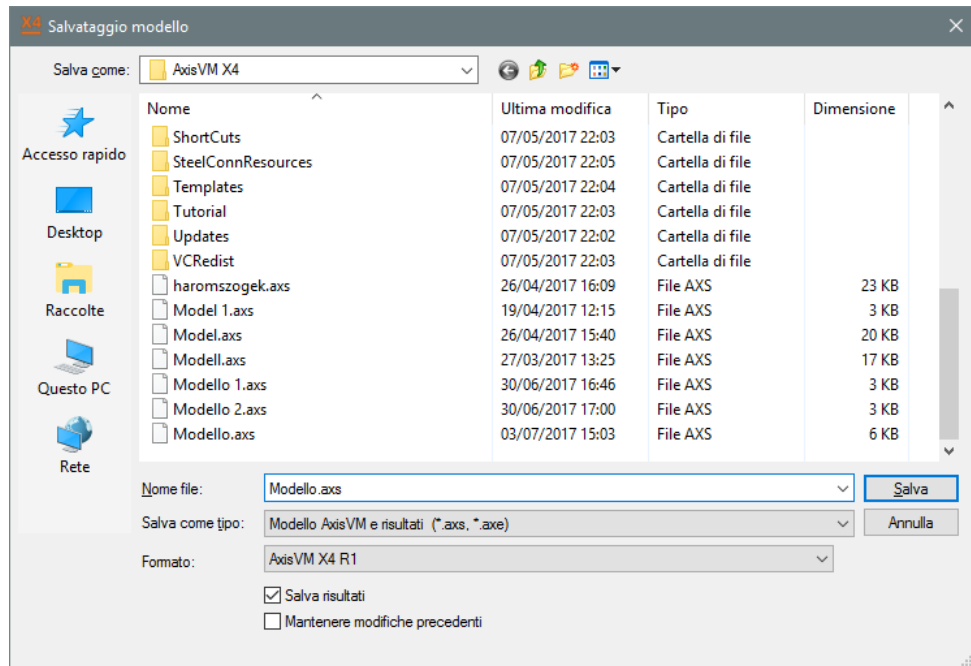 X4 Salvataggio modello
Salva come: AxisVM X4
Nome Ultima modifica Tipo Dimensione
ShortCuts 07/05/2017 22:03 Cartella di file
SteelConnResources 07/05/2017 22:05 Cartella di file
Templates 07/05/2017 22:04 Cartella di file
Tutorial 07/05/2017 22:03 Cartella di file
Updates 07/05/2017 22:02 Cartella di file
VCRedist 07/05/2017 22:03 Cartella di file
haromszogek.axs 26/04/2017 16:09 File AXS 23 KB
Model 1.axs 19/04/2017 12:15 File AXS 3 KB
Model.axs 26/04/2017 15:40 File AXS 20 KB
Modell.axs 27/03/2017 13:25 File AXS 17 KB
Modello 1.axs 30/06/2017 16:46 File AXS 3 KB
Modello 2.axs 30/06/2017 17:00 File AXS 3 KB
Modello.axs 03/07/2017 15:03 File AXS 6 KB
Accesso rapido
Desktop
Raccolte
Questo PC
Rete
Nome file: Modello.axs Salva
Salva come tipo: Modello AxisVM e risultati (*.axs, *.axe) Annulla
Formato: AxisVM X4 R1
Salva risultati
Mantenere modifiche precedenti